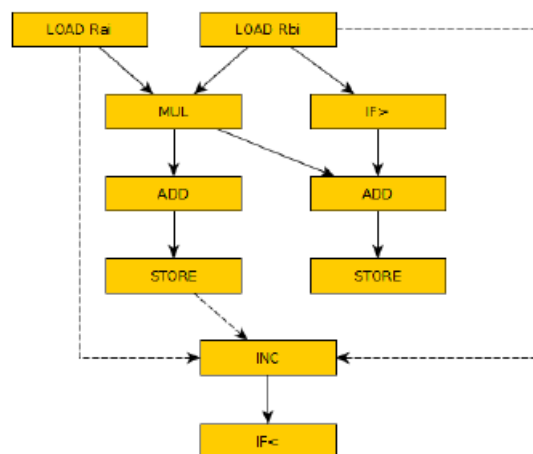 LOAD Rai
LOAD Rbi
MUL
IF>
ADD
ADD
STORE
STORE
INC
IF<